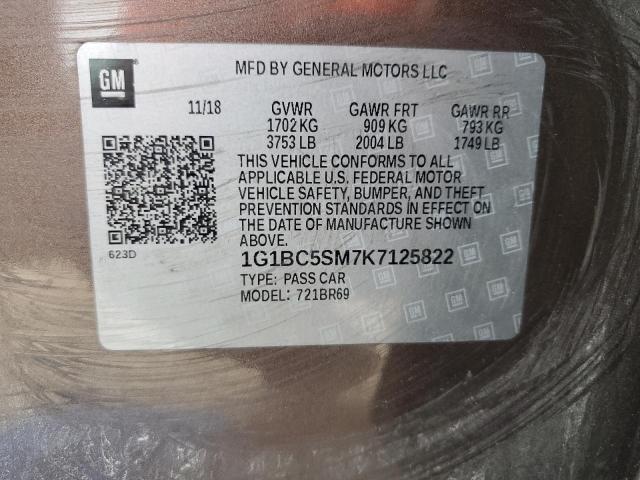 GM
MFD BY GENERAL MOTORS LLC
11/18 GVWR GAWR FRT GAWR RR
1702 KG 909 KG 793 KG
3753 LB 2004 LB 1749 LB
THIS VEHICLE CONFORMS TO ALL
APPLICABLE U.S. FEDERAL MOTOR
VEHICLE SAFETY, BUMPER, AND THEFT
PREVENTION STANDARDS IN EFFECT ON
THE DATE OF MANUFACTURE SHOWN
ABOVE.
623D
1G1BC5SM7K7125822
TYPE: PASS CAR
MODEL: 721BR69